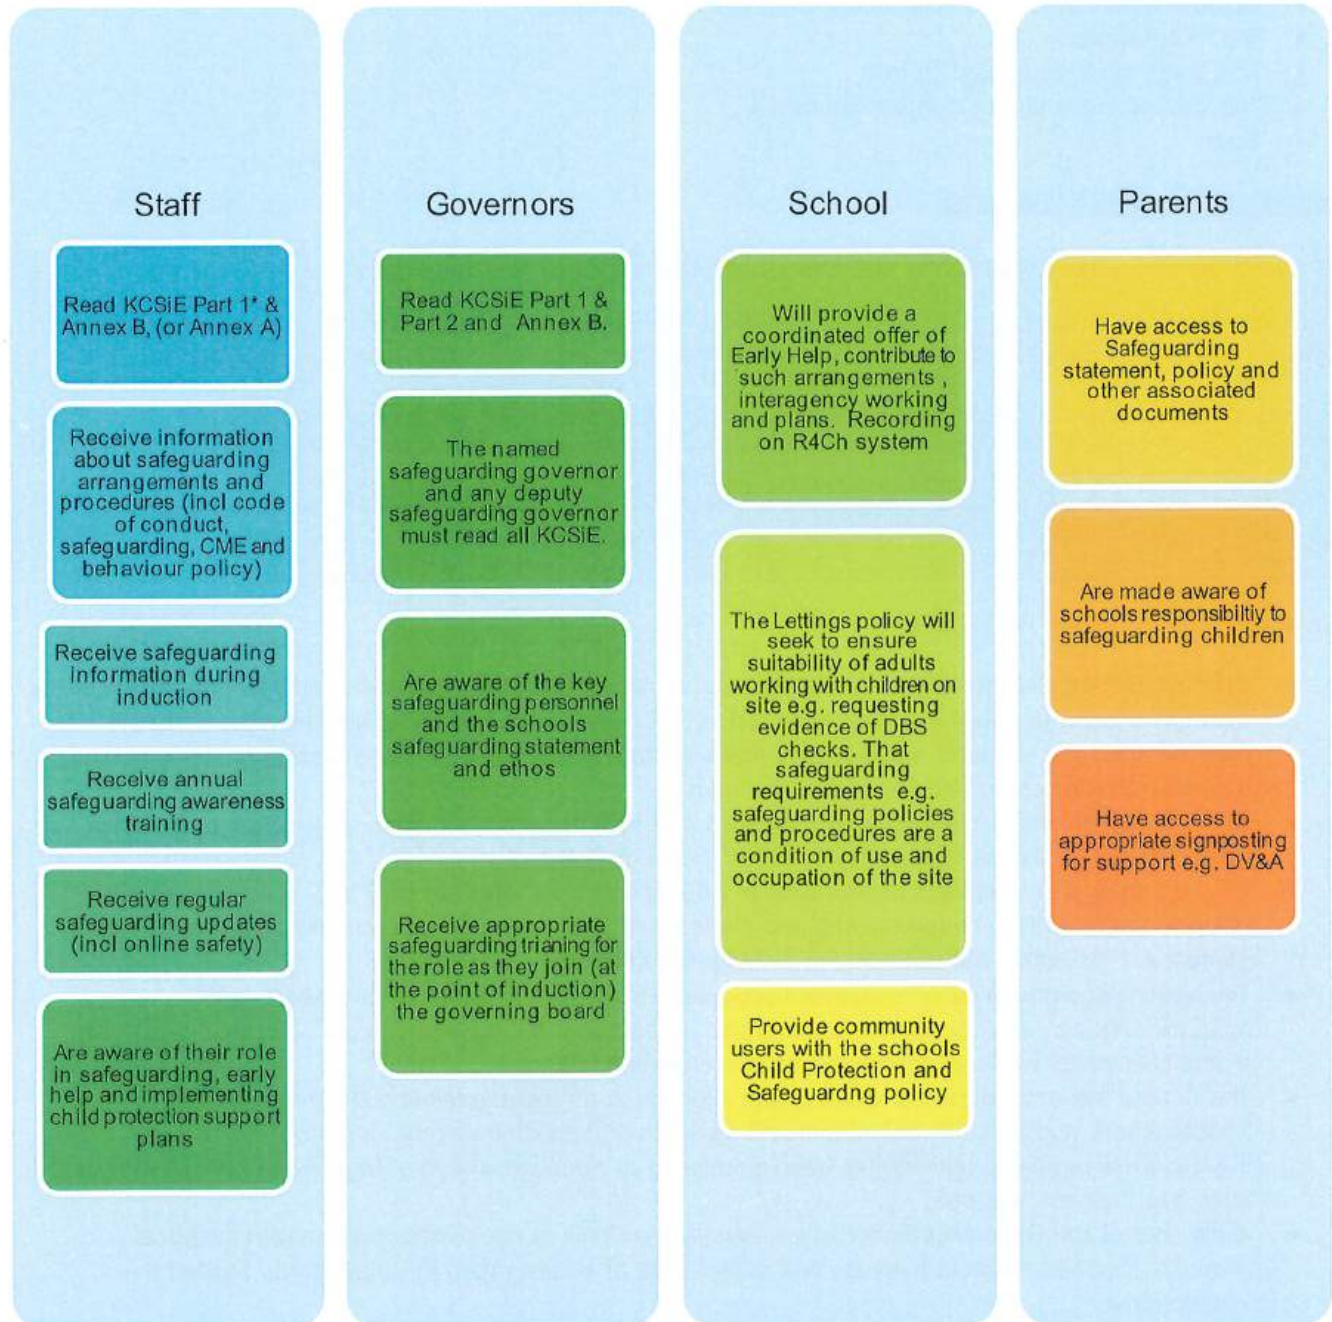 Staff
Read KCSiE Part 1* &
Annex B, (or Annex A)
Receive information
about safeguarding
arrangements and
procedures (incl code
of conduct,
safeguarding, CME and
behaviour policy)
Receive safeguarding
information during
induction
Receive annual
safeguarding awareness
training
Receive regular
safeguarding updates
(incl online safety)
Are aware of their role
in safeguarding, early
help and implementing
child protection support
plans
Governors
Read KCSiE Part 1 &
Part 2 and Annex B.
The named
safeguarding governor
and any deputy
safeguarding governor
must read all KCSiE.
Are aware of the key
safeguarding personnel
and the schools
safeguarding statement
and ethos
Receive appropriate
safeguarding trianing for
the role as they join (at
the point of induction)
the governing board
School
Will provide a
coordinated offer of
Early Help, contribute to
such arrangements ,
interagency working
and plans. Recording
on R4Ch system
The Lettings policy will
seek to ensure
suitability of adults
working with children on
site e.g. requesting
evidence of DBS
checks. That
safeguarding
requirements e.g.
safeguarding policies
and procedures are a
condition of use and
occupation of the site
Provide community
users with the schools
Child Protection and
Safeguardng policy
Parents
Have access to
Safeguarding
statement, policy and
other associated
documents
Are made aware of
schools responsibiltiy to
safeguarding children
Have access to
appropriate signposting
for support e.g. DV&A